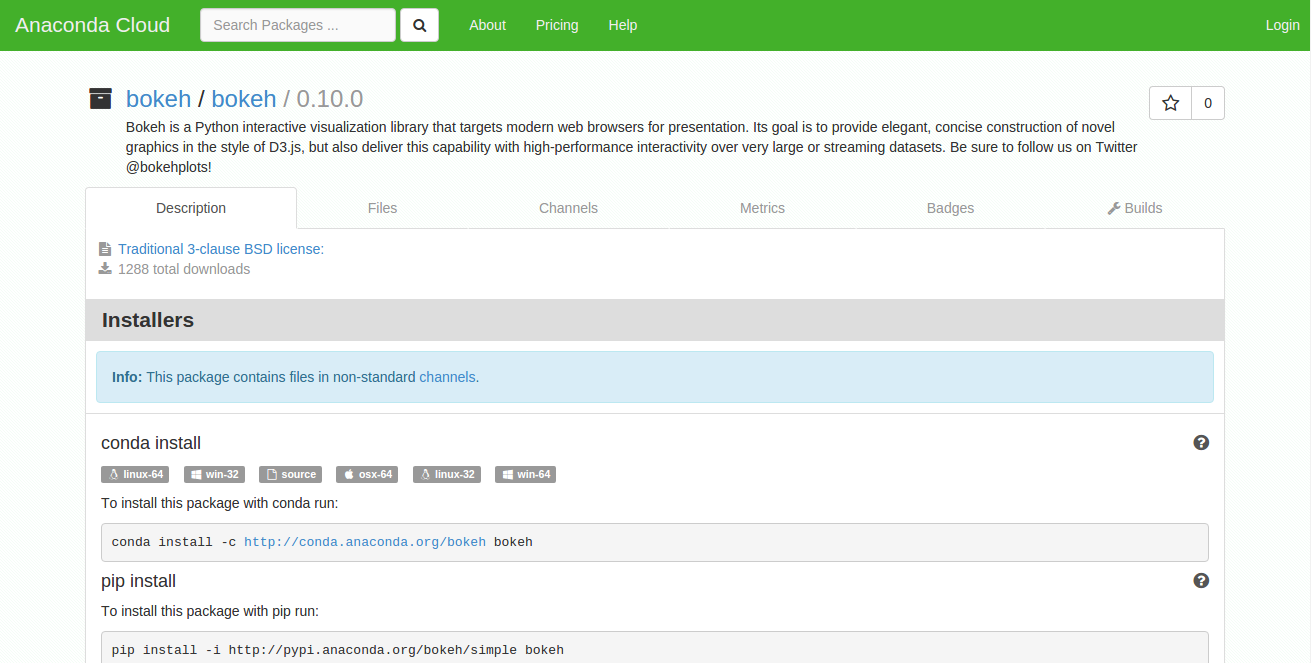 Anaconda Cloud Search Packages ... About Pricing Help Login
bokeh / bokeh / 0.10.0 0
Bokeh is a Python interactive visualization library that targets modern web browsers for presentation. Its goal is to provide elegant, concise construction of novel
graphics in the style of D3.js, but also deliver this capability with high-performance interactivity over very large or streaming datasets. Be sure to follow us on Twitter
@bokehplots!
Description Files Channels Metrics Badges Builds
Traditional 3-clause BSD license:
1288 total downloads
Installers
Info: This package contains files in non-standard channels.
conda install
linux-64 win-32 source osx-64 linux-32 win-64
To install this package with conda run:
conda install -c http://conda.anaconda.org/bokeh bokeh
pip install
To install this package with pip run:
pip install -i http://pypi.anaconda.org/bokeh/simple bokeh